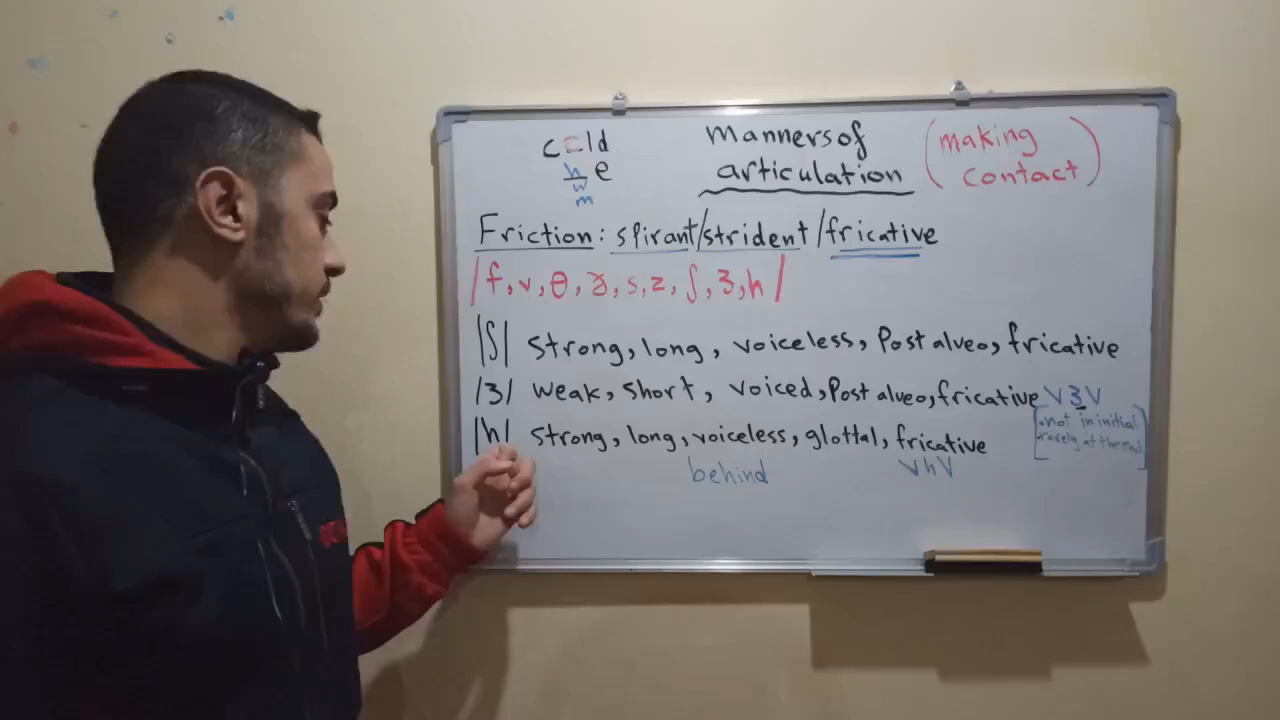 cold
h e
w
m
manners of
articulation
(making
contact)
Friction: spirant/strident/fricative
/f, v, θ, ð, s, z, ʃ, ʒ, h/
/ʃ/ strong, long, voiceless, Post alveo, fricative
/ʒ/ weak, short, voiced, Post alveo, fricative VʒV
[not in initial
rarely at the end]
/h/ strong, long, voiceless, glottal, fricative
behind VhV